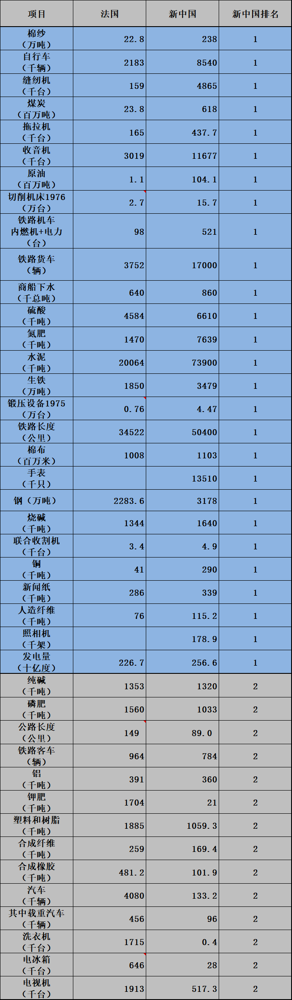 项目 法国 新中国 新中国排名
棉纱
（万吨） 22.8 238 1
自行车
（千辆） 2183 8540 1
缝纫机
（千台） 159 4865 1
煤炭
（百万吨） 23.8 618 1
拖拉机
（千台） 165 437.7 1
收音机
（千台） 3019 11677 1
原油
（百万吨） 1.1 104.1 1
切削机床1976
（万台） 2.7 15.7 1
铁路机车
内燃机+电力
（台） 98 521 1
铁路货车
（辆） 3752 17000 1
商船下水
（千总吨） 640 860 1
硫酸
（千吨） 4584 6610 1
氮肥
（千吨） 1470 7639 1
水泥
（千吨） 20064 73900 1
生铁
（万吨） 1850 3479 1
锻压设备1975
（万台） 0.76 4.47 1
铁路长度
（公里） 34522 50400 1
棉布
（百万米） 1008 1103 1
手表
（千只） 13510 1
钢（万吨） 2283.6 3178 1
烧碱
（千吨） 1344 1640 1
联合收割机
（千台） 3.4 4.9 1
铜
（千吨） 41 290 1
新闻纸
（千吨） 286 339 1
人造纤维
（千吨） 76 115.2 1
照相机
（千架） 178.9 1
发电量
（十亿度） 226.7 256.6 1
纯碱
（千吨） 1353 1320 2
磷肥
（千吨） 1560 1033 2
公路长度
（公里） 149 89.0 2
铁路客车
（辆） 964 784 2
铝
（千吨） 391 360 2
钾肥
（千吨） 1704 21 2
塑料和树脂
（千吨） 1885 1059.3 2
合成纤维
（千吨） 259 169.4 2
合成橡胶
（千吨） 481.2 101.9 2
汽车
（千辆） 4080 133.2 2
其中载重汽车
（千辆） 456 96 2
洗衣机
（千台） 1715 0.4 2
电冰箱
（千台） 646 28 2
电视机
（千台） 1913 517.3 2